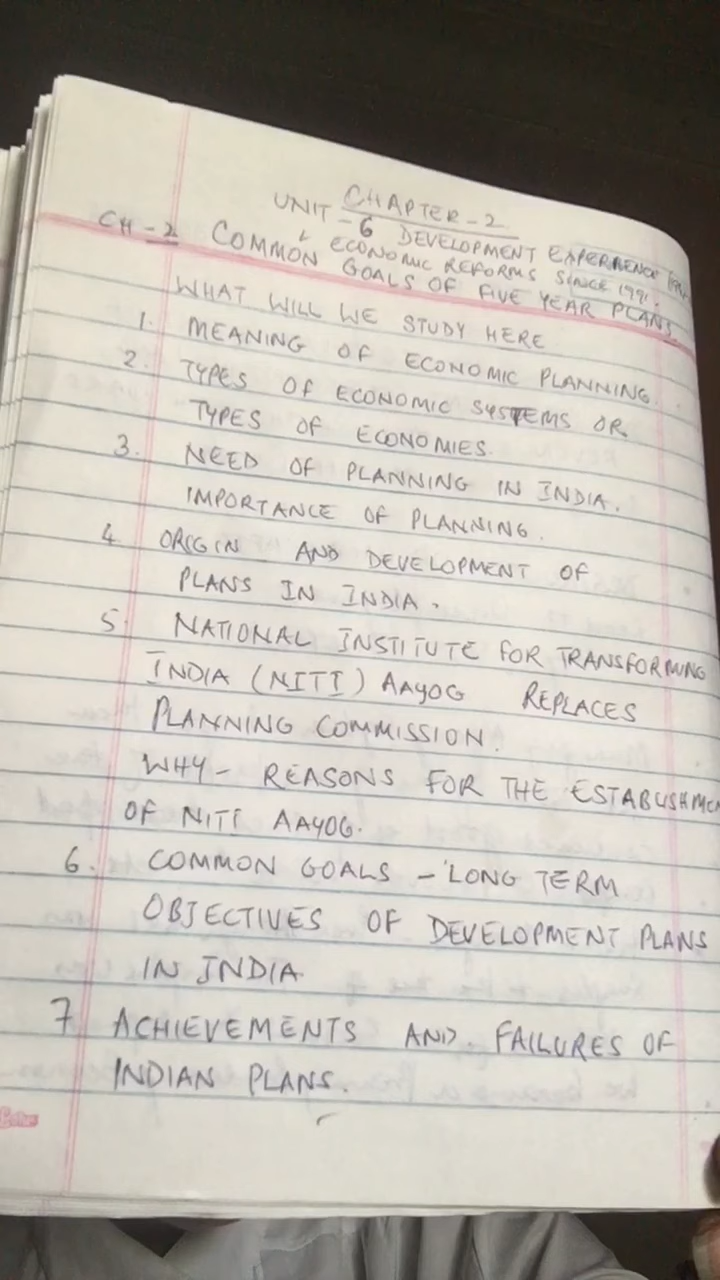 CHAPTER-2
UNIT-6 DEVELOPMENT EXPERIENCE
& ECONOMIC REFORMS SINCE 1991.
CH-2 COMMON GOALS OF FIVE YEAR PLANS
WHAT WILL WE STUDY HERE
1. MEANING OF ECONOMIC PLANNING.
2. TYPES OF ECONOMIC SYSTEMS OR
TYPES OF ECONOMIES.
3. NEED OF PLANNING IN INDIA.
IMPORTANCE OF PLANNING.
4. ORIGIN AND DEVELOPMENT OF
PLANS IN INDIA.
5. NATIONAL INSTITUTE FOR TRANSFORMING
INDIA (NITI) AAYOG REPLACES
PLANNING COMMISSION.
WHY- REASONS FOR THE ESTABLISHMEN
OF NITI AAYOG.
6. COMMON GOALS - LONG TERM
OBJECTIVES OF DEVELOPMENT PLANS
IN INDIA
7 ACHIEVEMENTS AND FAILURES OF
INDIAN PLANS.